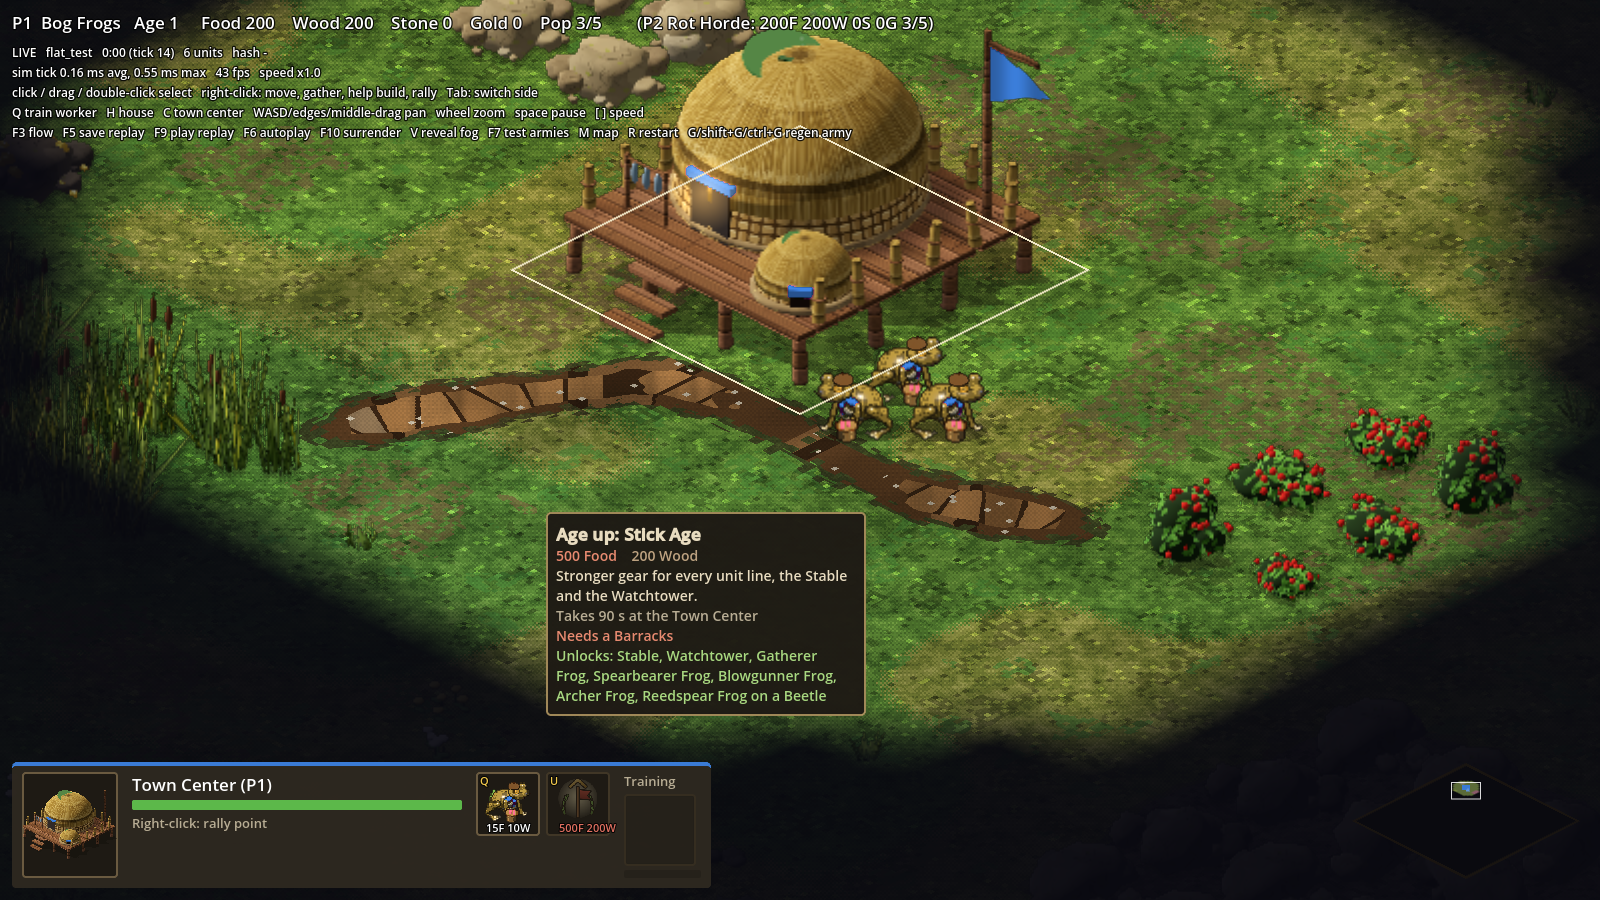 P1 Bog Frogs Age 1 Food 200 Wood 200 Stone 0 Gold 0 Pop 3/5 (P2 Rot Horde: 200F 200W 0S 0G 3/5)
LIVE flat_test 0:00 (tick 14) 6 units hash -
sim tick 0.16 ms avg, 0.55 ms max 43 fps speed x1.0
click / drag / double-click select right-click: move, gather, help build, rally Tab: switch side
Q train worker H house C town center WASD/edges/middle-drag pan wheel zoom space pause [ ] speed
F3 flow F5 save replay F9 play replay F6 autoplay F10 surrender V reveal fog F7 test armies M map R restart G/shift+G/ctrl+G regen army
Age up: Stick Age
500 Food 200 Wood
Stronger gear for every unit line, the Stable
and the Watchtower.
Takes 90 s at the Town Center
Needs a Barracks
Unlocks: Stable, Watchtower, Gatherer
Frog, Spearbearer Frog, Blowgunner Frog,
Archer Frog, Reedspear Frog on a Beetle
Town Center (P1)
Right-click: rally point
Q
15F 10W
U
500F 200W
Training